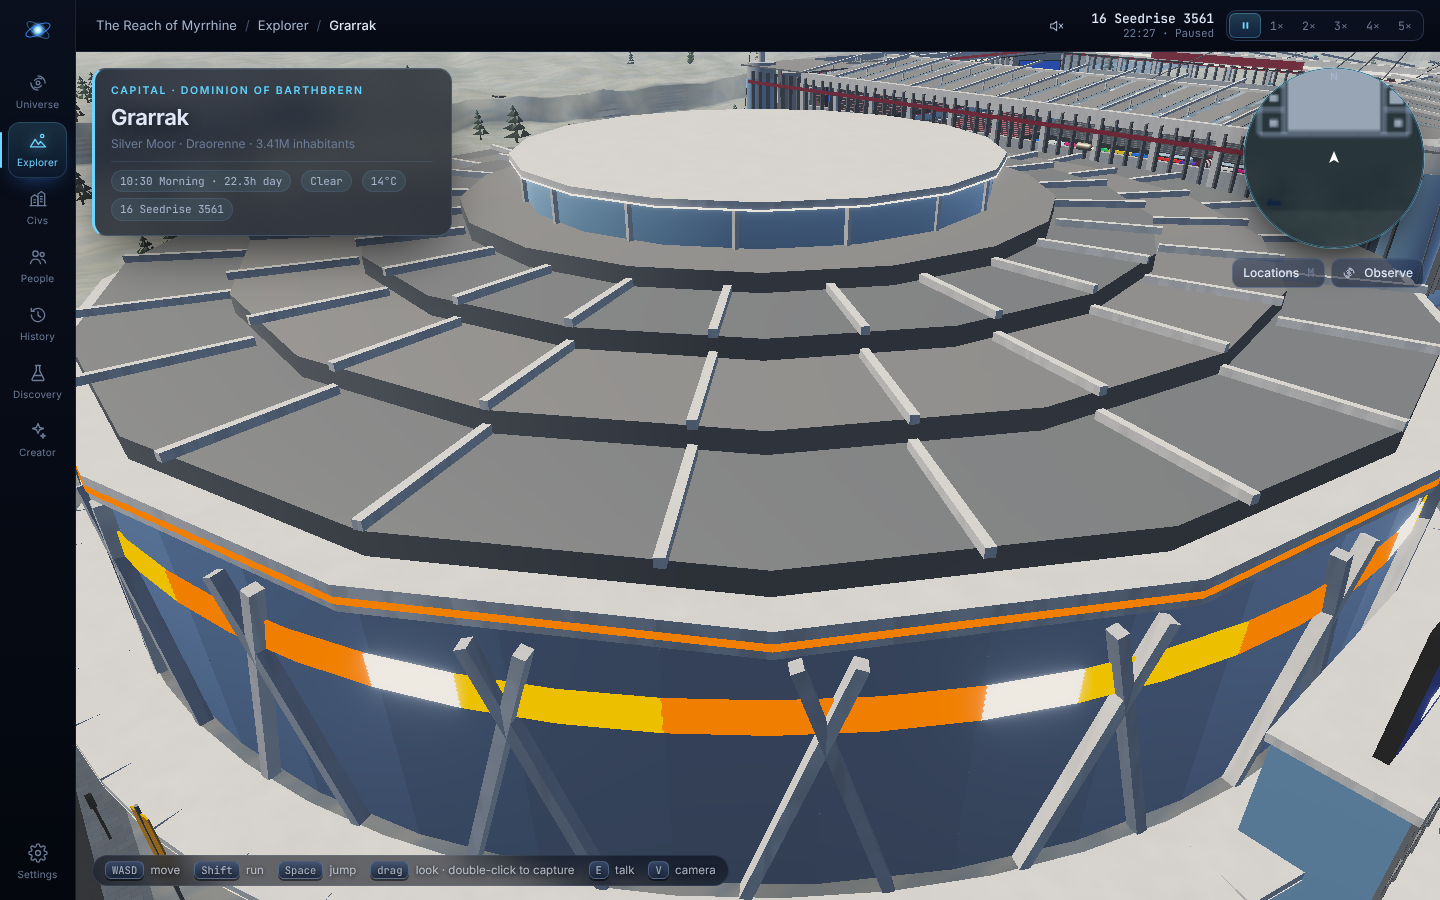 The Reach of Myrrhine / Explorer / Grarrak
16 Seedrise 3561
22:27 · Paused
1× 2× 3× 4× 5×
Universe
Explorer
Civs
People
History
Discovery
Creator
Settings
CAPITAL · DOMINION OF BARTHBRERN
Grarrak
Silver Moor · Draorenne · 3.41M inhabitants
10:30 Morning · 22.3h day
Clear
14°C
16 Seedrise 3561
N
Locations M
Observe
WASD move Shift run Space jump drag look · double-click to capture E talk V camera